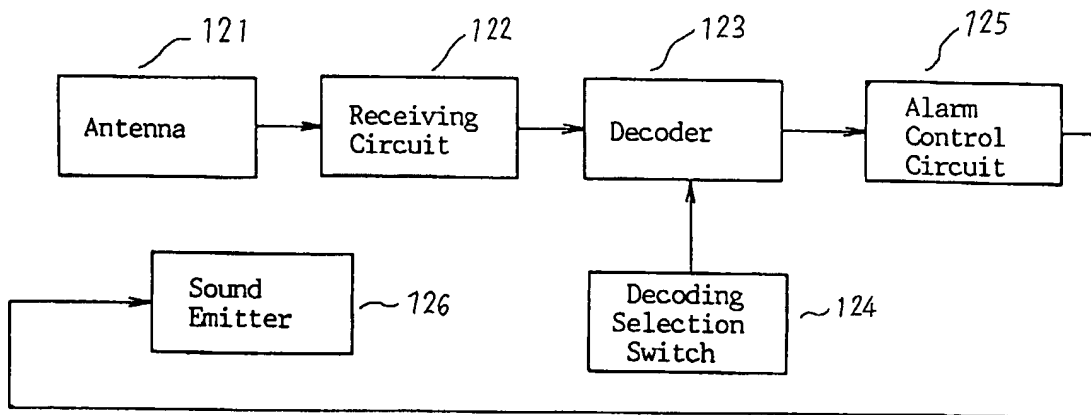 121
122
123
125
Antenna
Receiving
Circuit
Decoder
Alarm
Control
Circuit
Sound
Emitter
126
Decoding
Selection
Switch
124